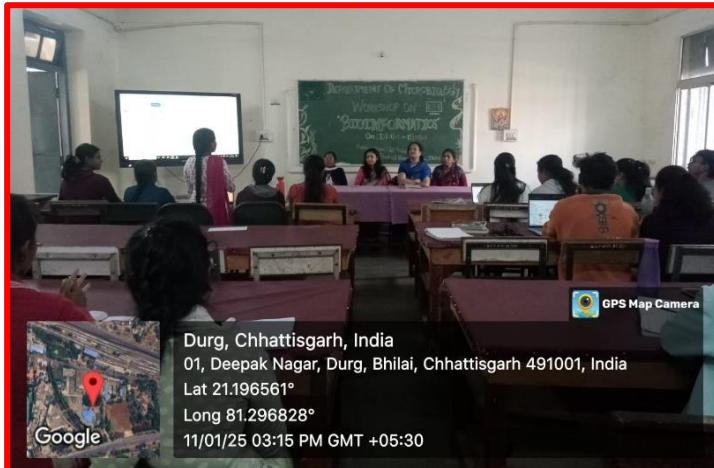 DEPARTMENT OF MICROBIOLOGY
WORKSHOP ON
"BIOINFORMATICS"
GPS Map Camera
Durg, Chhattisgarh, India
01, Deepak Nagar, Durg, Bhilai, Chhattisgarh 491001, India
Lat 21.196561°
Long 81.296828°
11/01/25 03:15 PM GMT +05:30
Google